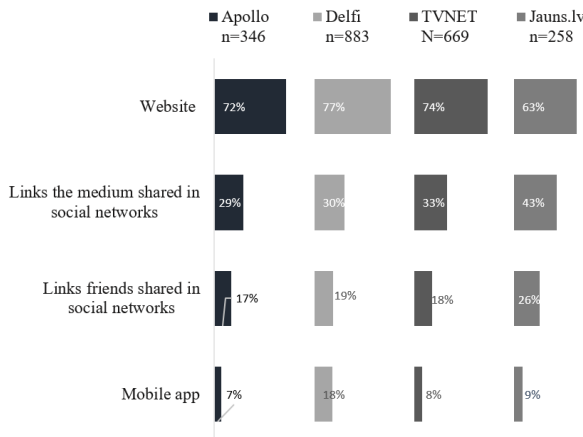 Apollo Delfi TVNET Jauns.lv
n=346 n=883 N=669 n=258
Website 72% 77% 74% 63%
Links the medium shared in
social networks
29% 30% 33% 43%
Links friends shared in
social networks
17% 19% 18% 26%
Mobile app 7% 18% 8% 9%